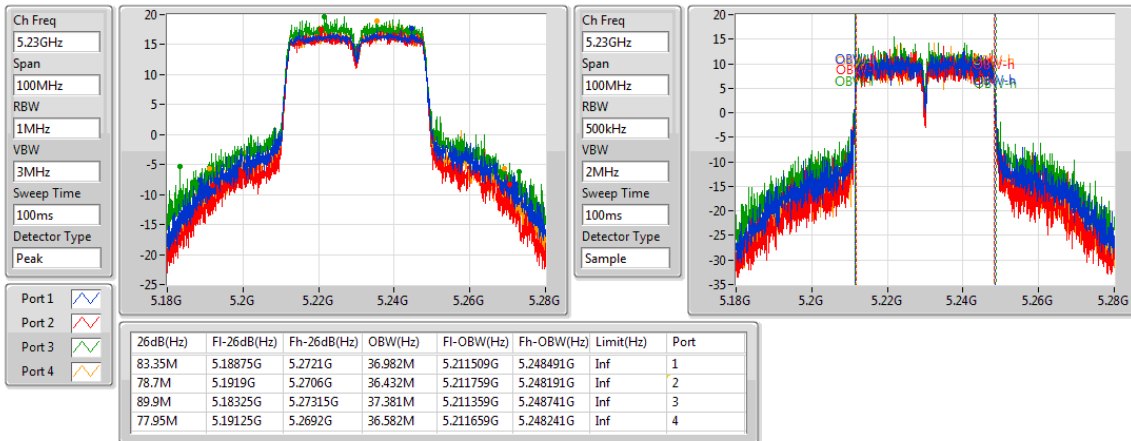 Ch Freq
5.23GHz
Span
100MHz
RBW
1MHz
VBW
3MHz
Sweep Time
100ms
Detector Type
Peak
20
15
10
5
0
-5
-10
-15
-20
-25
5.18G
5.2G
5.22G
5.24G
5.26G
5.28G
Ch Freq
5.23GHz
Span
100MHz
RBW
500kHz
VBW
2MHz
Sweep Time
100ms
Detector Type
Sample
20
15
10
5
0
-5
-10
-15
-20
-25
-30
-35
OBW-h
OBW-h
5.18G
5.2G
5.22G
5.24G
5.26G
5.28G
Port 1
Port 2
Port 3
Port 4
26dB(Hz) Fl-26dB(Hz) Fh-26dB(Hz) OBW(Hz) Fl-OBW(Hz) Fh-OBW(Hz) Limit(Hz) Port
83.35M 5.18875G 5.2721G 36.982M 5.211509G 5.248491G Inf 1
78.7M 5.1919G 5.2706G 36.432M 5.211759G 5.248191G Inf 2
89.9M 5.18325G 5.27315G 37.381M 5.211359G 5.248741G Inf 3
77.95M 5.19125G 5.2692G 36.582M 5.211659G 5.248241G Inf 4